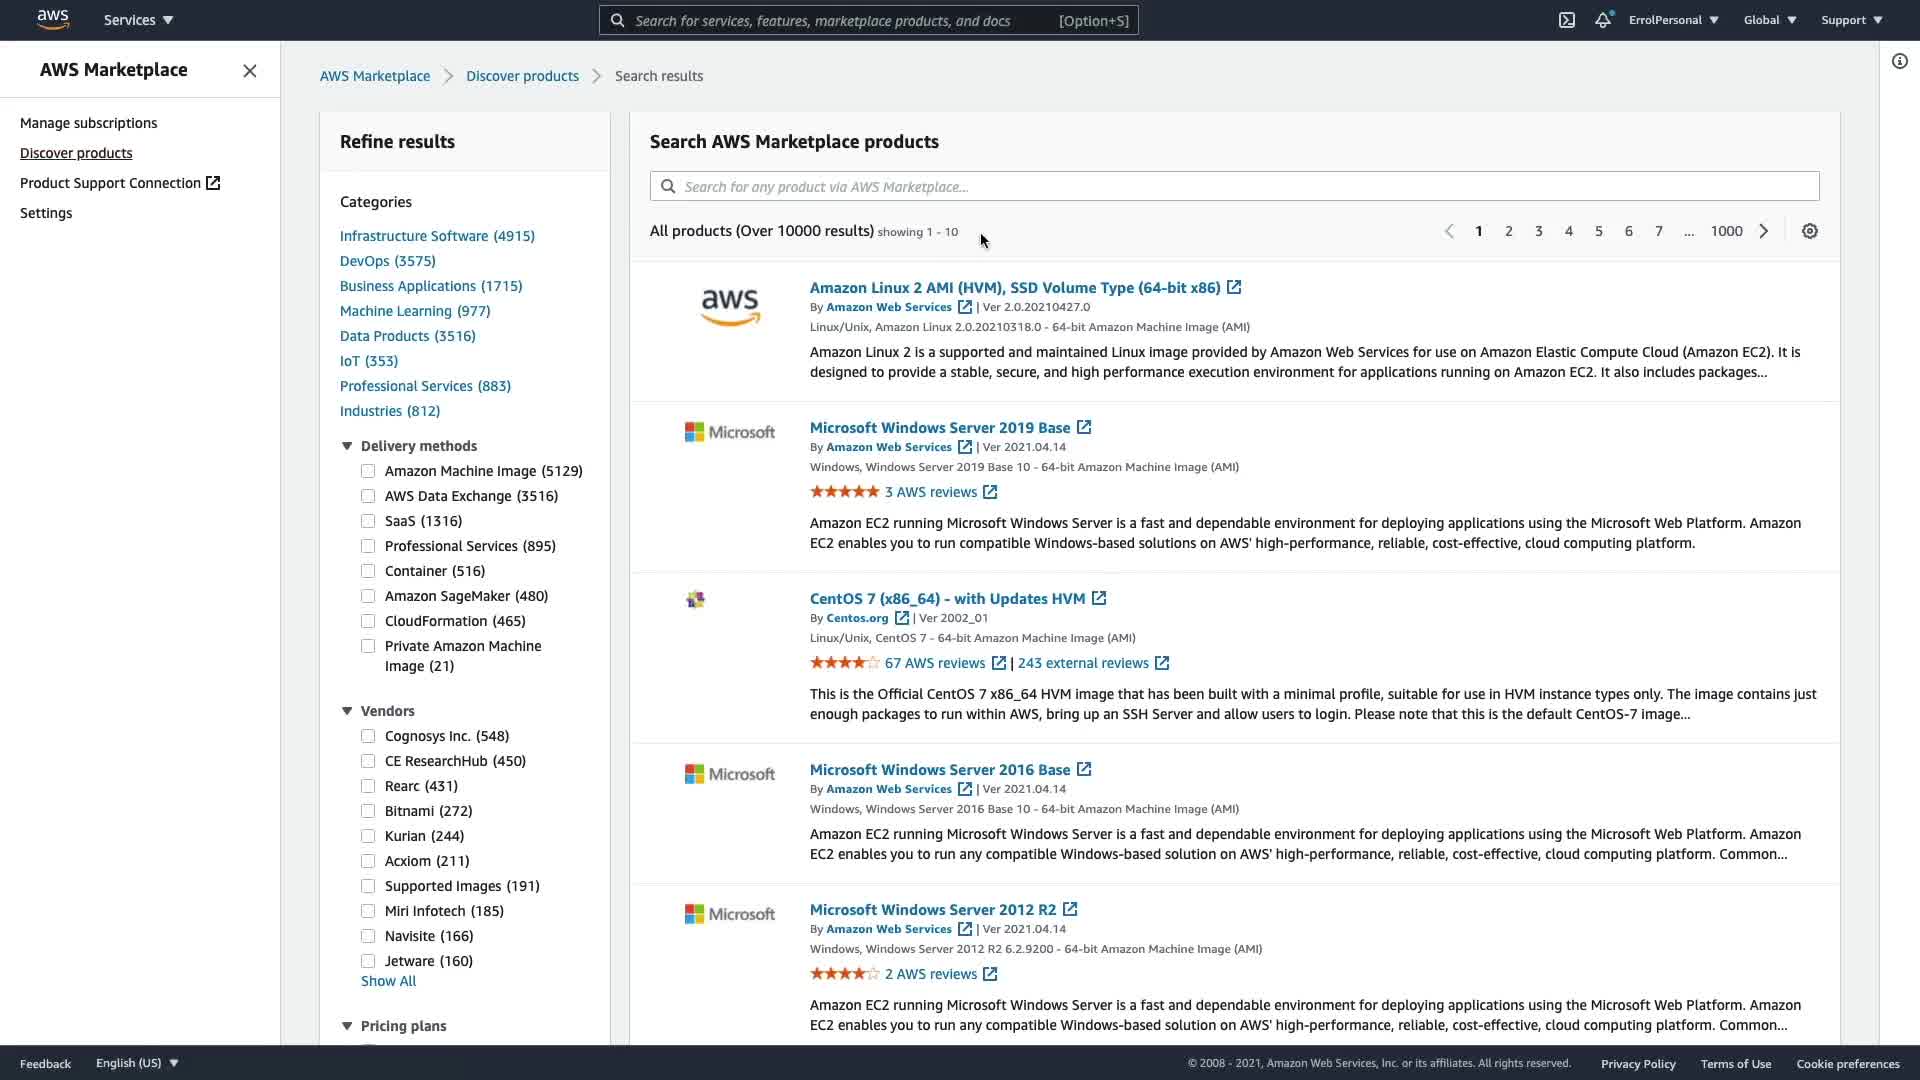 aws
Services
Search for services, features, marketplace products, and docs
[Option+S]
ErrolPersonal
Global
Support
AWS Marketplace
Manage subscriptions
Discover products
Product Support Connection
Settings
AWS Marketplace
Discover products
Search results
Refine results
Categories
Infrastructure Software (4915)
DevOps (3575)
Business Applications (1715)
Machine Learning (977)
Data Products (3516)
IoT (353)
Professional Services (883)
Industries (812)
Delivery methods
Amazon Machine Image (5129)
AWS Data Exchange (3516)
SaaS (1316)
Professional Services (895)
Container (516)
Amazon SageMaker (480)
CloudFormation (465)
Private Amazon Machine
Image (21)
Vendors
Cognosys Inc. (548)
CE ResearchHub (450)
Rearc (431)
Bitnami (272)
Kurian (244)
Acxiom (211)
Supported Images (191)
Miri Infotech (185)
Navisite (166)
Jetware (160)
Show All
Pricing plans
Search AWS Marketplace products
Search for any product via AWS Marketplace...
All products (Over 10000 results) showing 1 - 10
1 2 3 4 5 6 7 ... 1000
aws
Amazon Linux 2 AMI (HVM), SSD Volume Type (64-bit x86)
By Amazon Web Services | Ver 2.0.20210427.0
Linux/Unix, Amazon Linux 2.0.20210318.0 - 64-bit Amazon Machine Image (AMI)
Amazon Linux 2 is a supported and maintained Linux image provided by Amazon Web Services for use on Amazon Elastic Compute Cloud (Amazon EC2). It is
designed to provide a stable, secure, and high performance execution environment for applications running on Amazon EC2. It also includes packages...
Microsoft
Microsoft Windows Server 2019 Base
By Amazon Web Services | Ver 2021.04.14
Windows, Windows Server 2019 Base 10 - 64-bit Amazon Machine Image (AMI)
3 AWS reviews
Amazon EC2 running Microsoft Windows Server is a fast and dependable environment for deploying applications using the Microsoft Web Platform. Amazon
EC2 enables you to run compatible Windows-based solutions on AWS' high-performance, reliable, cost-effective, cloud computing platform.
CentOS 7 (x86_64) - with Updates HVM
By Centos.org | Ver 2002_01
Linux/Unix, CentOS 7 - 64-bit Amazon Machine Image (AMI)
67 AWS reviews | 243 external reviews
This is the Official CentOS 7 x86_64 HVM image that has been built with a minimal profile, suitable for use in HVM instance types only. The image contains just
enough packages to run within AWS, bring up an SSH Server and allow users to login. Please note that this is the default CentOS-7 image...
Microsoft
Microsoft Windows Server 2016 Base
By Amazon Web Services | Ver 2021.04.14
Windows, Windows Server 2016 Base 10 - 64-bit Amazon Machine Image (AMI)
Amazon EC2 running Microsoft Windows Server is a fast and dependable environment for deploying applications using the Microsoft Web Platform. Amazon
EC2 enables you to run any compatible Windows-based solution on AWS' high-performance, reliable, cost-effective, cloud computing platform. Common...
Microsoft
Microsoft Windows Server 2012 R2
By Amazon Web Services | Ver 2021.04.14
Windows, Windows Server 2012 R2 6.2.9200 - 64-bit Amazon Machine Image (AMI)
2 AWS reviews
Amazon EC2 running Microsoft Windows Server is a fast and dependable environment for deploying applications using the Microsoft Web Platform. Amazon
EC2 enables you to run any compatible Windows-based solution on AWS' high-performance, reliable, cost-effective, cloud computing platform. Common...
Feedback
English (US)
© 2008 - 2021, Amazon Web Services, Inc. or its affiliates. All rights reserved.
Privacy Policy
Terms of Use
Cookie preferences